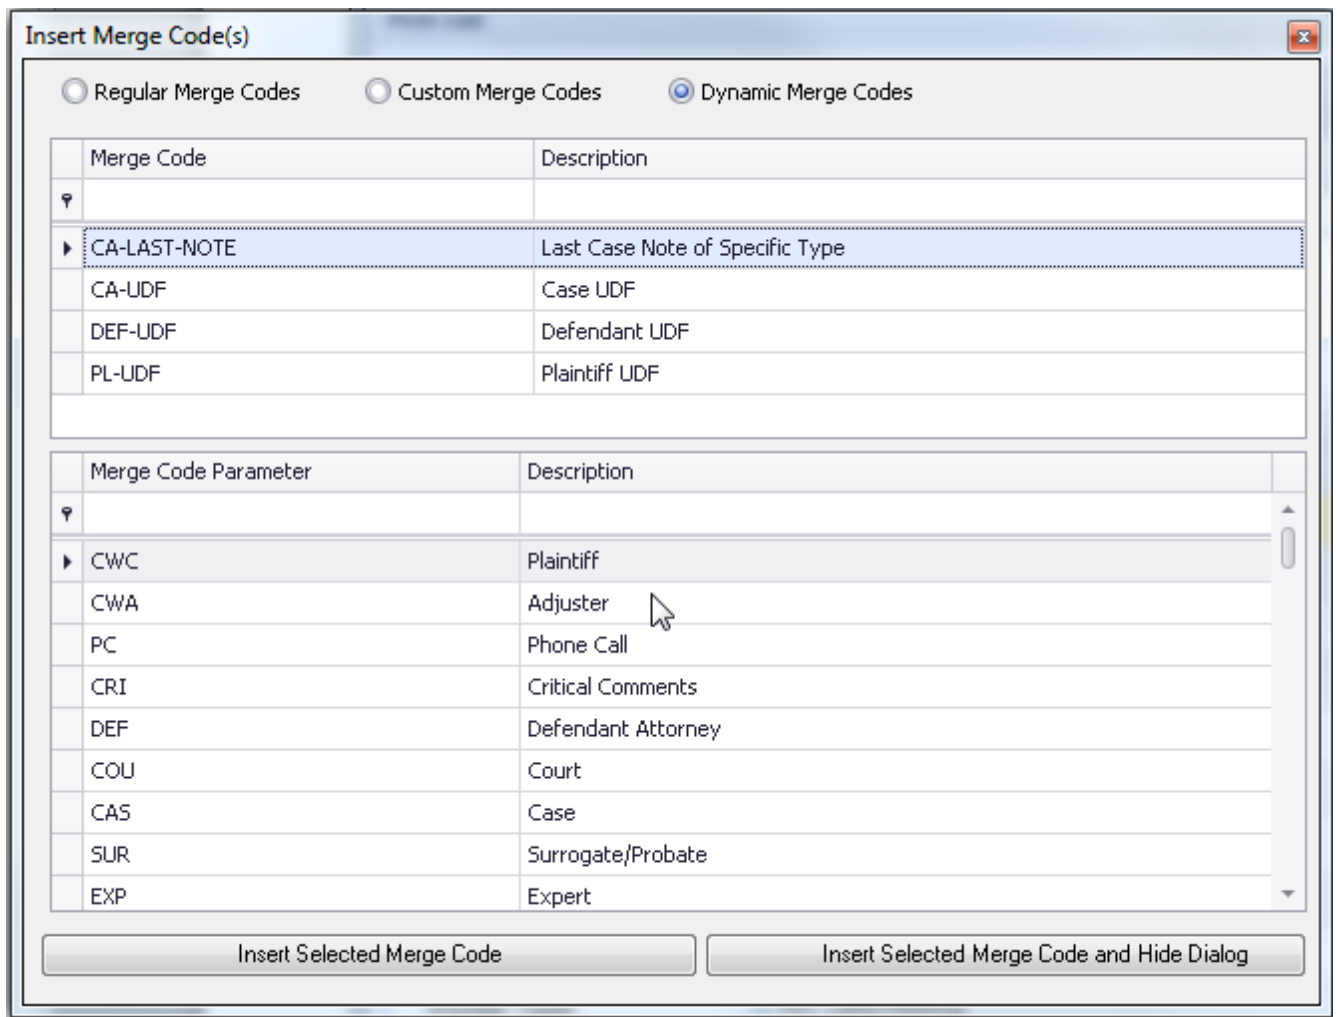 Insert Merge Code(s)
Regular Merge Codes Custom Merge Codes Dynamic Merge Codes
Merge Code Description
CA-LAST-NOTE Last Case Note of Specific Type
CA-UDF Case UDF
DEF-UDF Defendant UDF
PL-UDF Plaintiff UDF
Merge Code Parameter Description
CWC Plaintiff
CWA Adjuster
PC Phone Call
CRI Critical Comments
DEF Defendant Attorney
COU Court
CAS Case
SUR Surrogate/Probate
EXP Expert
Insert Selected Merge Code Insert Selected Merge Code and Hide Dialog